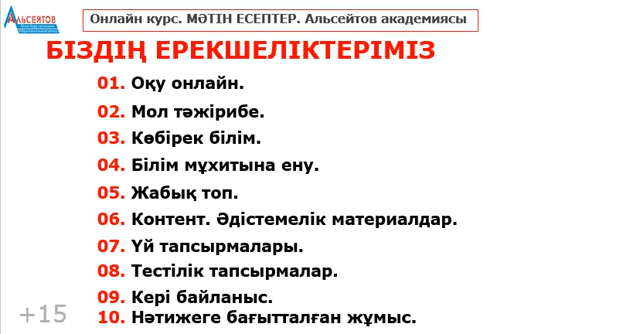 АЛЬСЕЙТОВ
Онлайн курс. МӘТІН ЕСЕПТЕР. Альсейтов академиясы
БІЗДІҢ ЕРЕКШЕЛІКТЕРІМІЗ
01. Оқу онлайн.
02. Мол тәжірибе.
03. Көбірек білім.
04. Білім мұхитына ену.
05. Жабық топ.
06. Контент. Әдістемелік материалдар.
07. Үй тапсырмалары.
08. Тестілік тапсырмалар.
09. Кері байланыс.
10. Нәтижеге бағытталған жұмыс.
+15